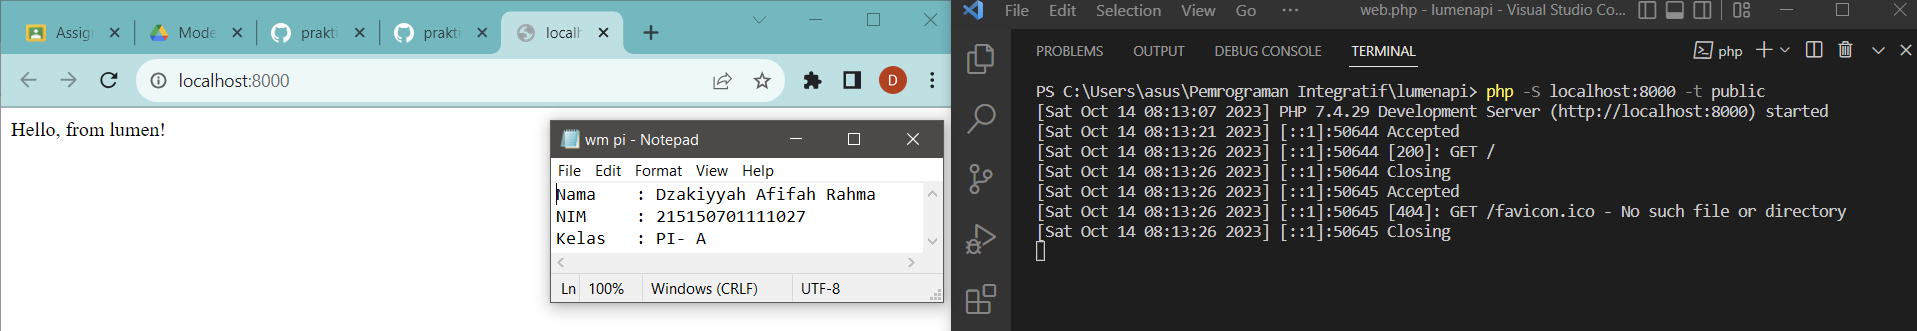 Assig
Mode
prakti
prakti
localh
localhost:8000
D
Hello, from lumen!
wm pi - Notepad
File Edit Format View Help
Nama : Dzakiyyah Afifah Rahma
NIM : 215150701111027
Kelas : PI- A
Ln 100% Windows (CRLF) UTF-8
File Edit Selection View Go ··· web.php - lumenapi - Visual Studio Co...
PROBLEMS OUTPUT DEBUG CONSOLE TERMINAL php
PS C:\Users\asus\Pemrograman Integratif\lumenapi> php -S localhost:8000 -t public
[Sat Oct 14 08:13:07 2023] PHP 7.4.29 Development Server (http://localhost:8000) started
[Sat Oct 14 08:13:21 2023] [::1]:50644 Accepted
[Sat Oct 14 08:13:26 2023] [::1]:50644 [200]: GET /
[Sat Oct 14 08:13:26 2023] [::1]:50644 Closing
[Sat Oct 14 08:13:26 2023] [::1]:50645 Accepted
[Sat Oct 14 08:13:26 2023] [::1]:50645 [404]: GET /favicon.ico - No such file or directory
[Sat Oct 14 08:13:26 2023] [::1]:50645 Closing